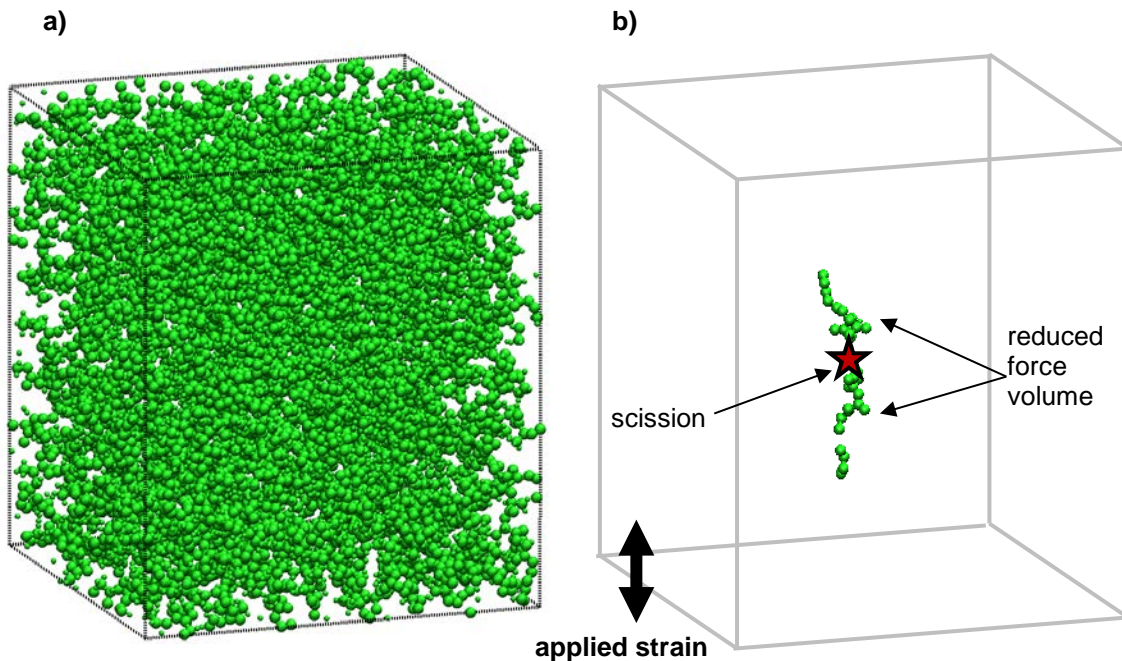 a)
b)
reduced
force
volume
scission
applied strain